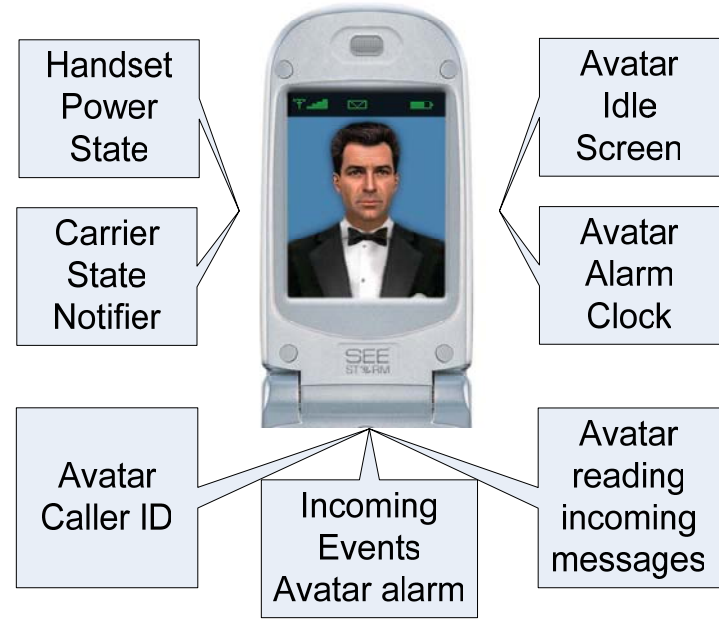 Handset
Power
State
Avatar
Idle
Screen
Carrier
State
Notifier
Avatar
Alarm
Clock
SEE
STORM
Avatar
Caller ID
Incoming
Events
Avatar alarm
Avatar
reading
incoming
messages